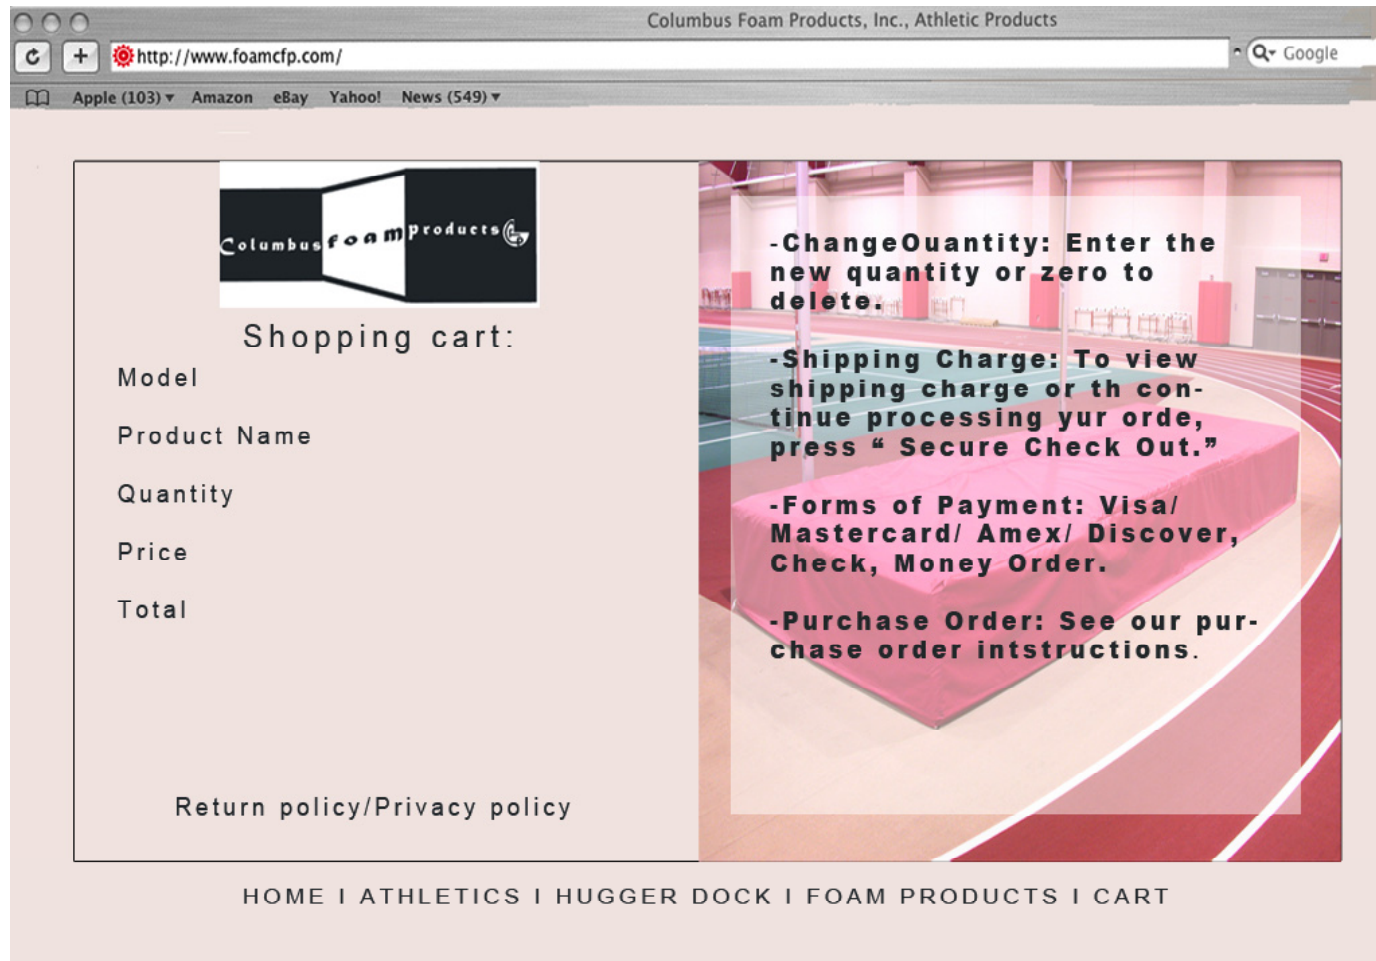 Columbus Foam Products, Inc., Athletic Products
http://www.foamcfp.com/
Google
Apple (103) Amazon eBay Yahoo! News (549)
Columbus foam products
Shopping cart:
Model
Product Name
Quantity
Price
Total
Return policy/Privacy policy
-ChangeOuantity: Enter the
new quantity or zero to
delete.
-Shipping Charge: To view
shipping charge or th con-
tinue processing yur orde,
press “ Secure Check Out.”
-Forms of Payment: Visa/
Mastercard/ Amex/ Discover,
Check, Money Order.
-Purchase Order: See our pur-
chase order intstructions.
HOME I ATHLETICS I HUGGER DOCK I FOAM PRODUCTS I CART